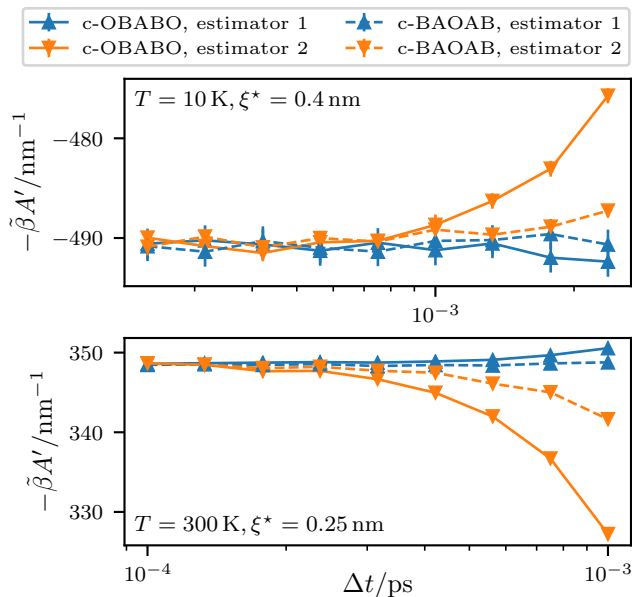 c-OBABO, estimator 1 c-BAOAB, estimator 1
c-OBABO, estimator 2 c-BAOAB, estimator 2
T = 10 K, ξ⋆ = 0.4 nm
−480
−490
−β̃A′/nm⁻¹
10⁻³
350
340
330
−β̃A′/nm⁻¹
T = 300 K, ξ⋆ = 0.25 nm
10⁻⁴ 10⁻³
Δt/ps